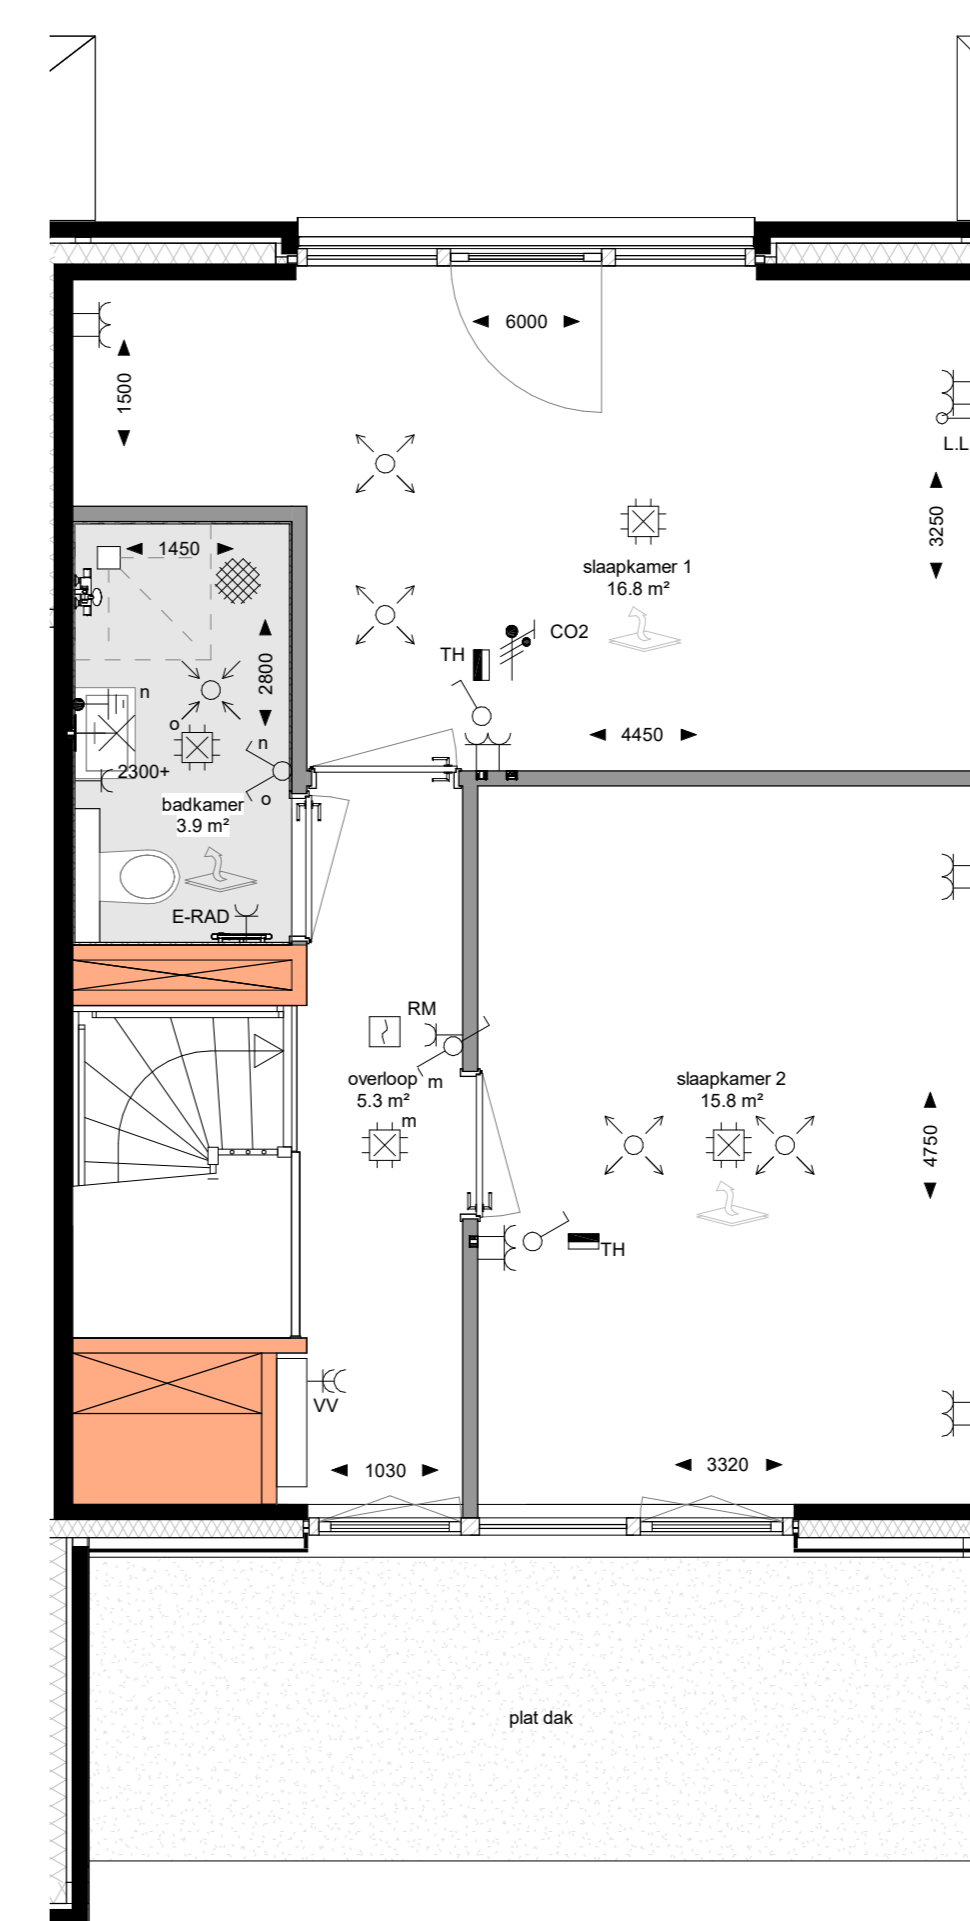 6000
1500
L.L
3250
1450
slaapkamer 1
16.8 m²
CO2
TH
2800
n
o
n
4450
2300+
o
badkamer
3.9 m²
E-RAD
RM
overloop
m
5.3 m²
m
slaapkamer 2
15.8 m²
4750
TH
VV
1030
3320
plat dak